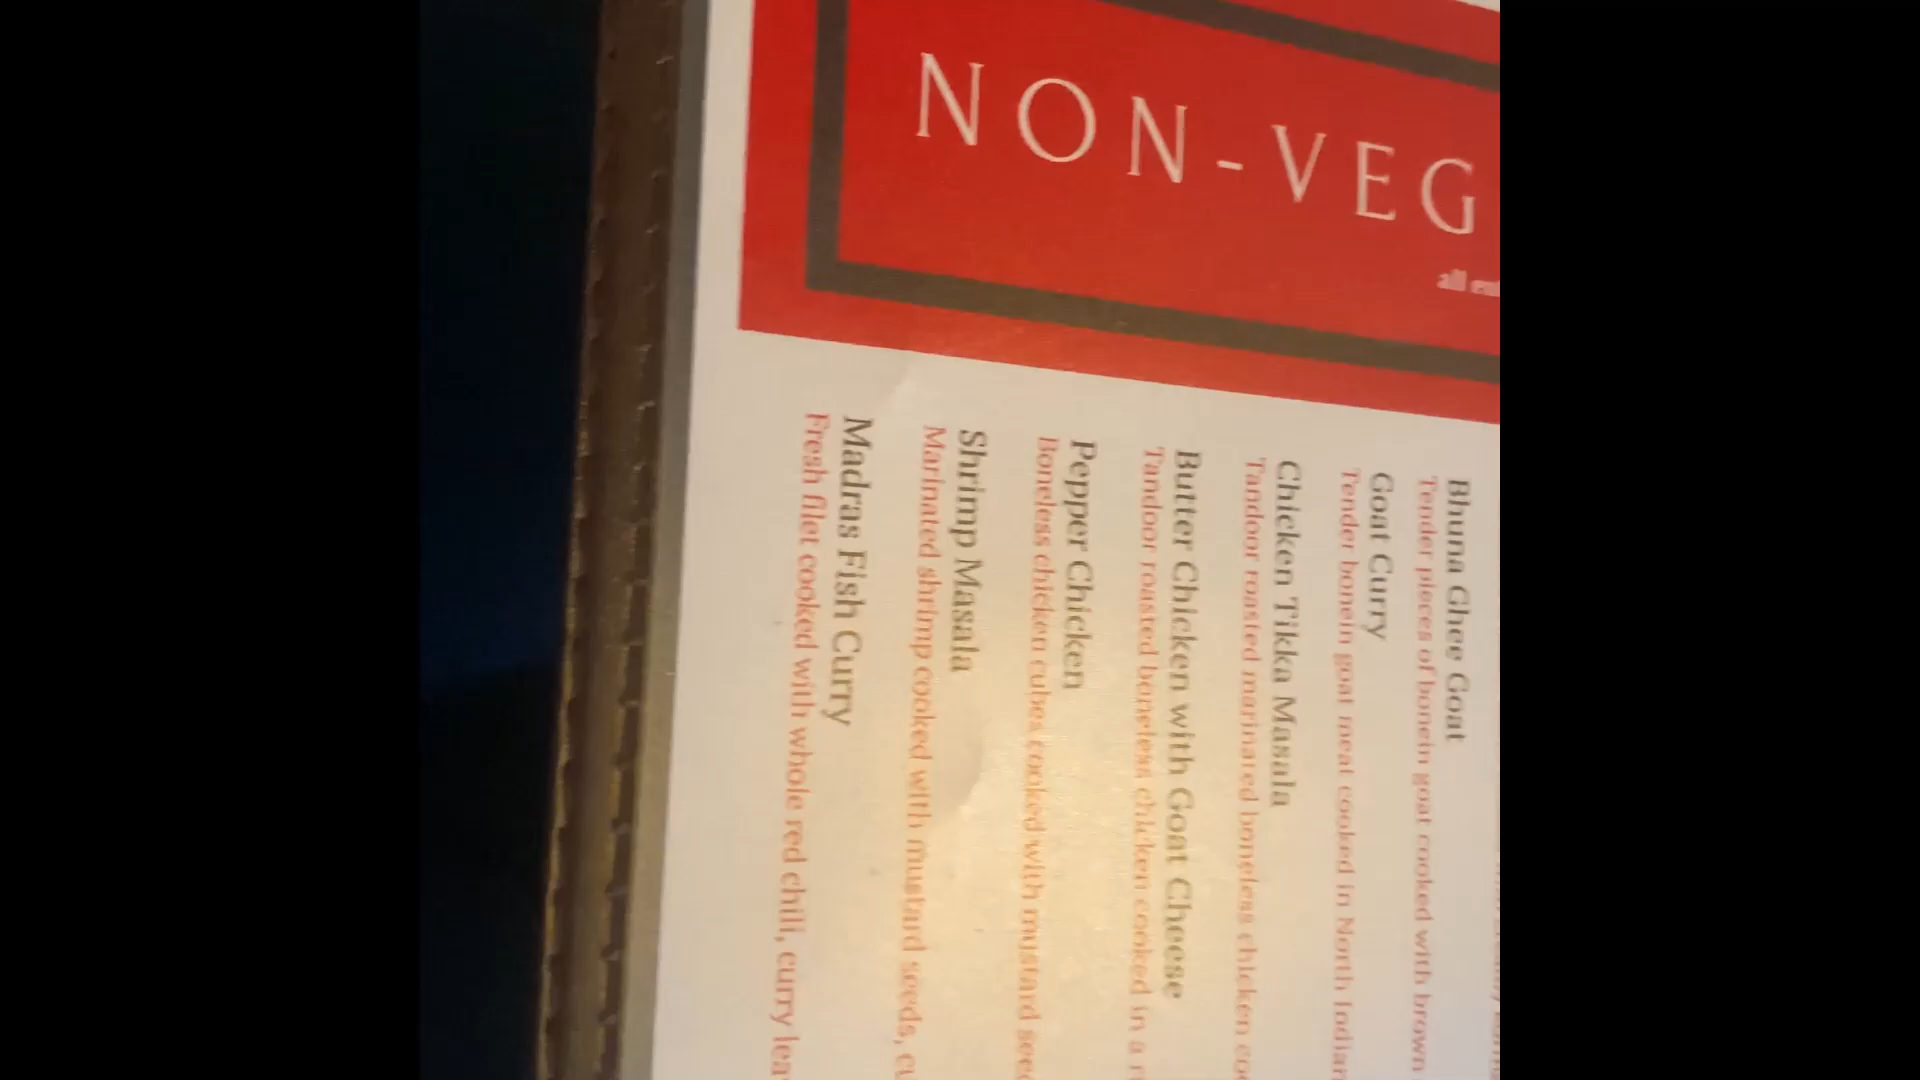 NON-VEG
all
Bhuna Ghee Goat
Tender pieces of bonein goat cooked with brown
Goat Curry
Tender bonein goat meat cooked in North Indian
Chicken Tikka Masala
Tandoor roasted marinated boneless chicken
Butter Chicken with Goat Cheese
Tandoor roasted boneless chicken cooked in a
Pepper Chicken
Boneless chicken cubes cooked with mustard
Shrimp Masala
Marinated shrimp cooked with mustard seeds,
Madras Fish Curry
Fresh filet cooked with whole red chili, curry